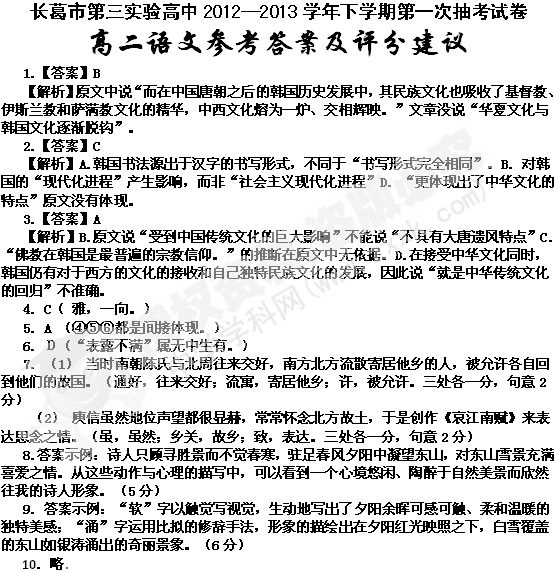 长葛市第三实验高中2012—2013学年下学期第一次抽考试卷
高二语文参考答案及评分建议
1.【答案】B
【解析】原文中说“而在中国唐朝之后的韩国历史发展中，其民族文化也吸收了基督教、
伊斯兰教和萨满教文化的精华，中西文化熔为一炉、交相辉映。”文章没说“华夏文化与
韩国文化逐渐脱钩”。
2.【答案】C
【解析】A.韩国书法源出于汉字的书写形式，不同于“书写形式完全相同”。B. 对韩
国的“现代化进程”产生影响，而非“社会主义现代化进程”D.“更体现出了中华文化的
特点”原文没有体现。
3.【答案】A
【解析】B.原文说“受到中国传统文化的巨大影响”不能说“不具有大唐遗风特点”C.
“佛教在韩国是最普遍的宗教信仰。”的推断在原文中无依据。D.在接受中华文化同时，
韩国仍有对于西方的文化的接收和自己独特民族文化的发展，因此说“就是中华传统文化
的回归”不准确。
4. C（ 雅，一向。）
5. A （④⑤⑥都是间接体现。）
6. D（“表露不满”属无中生有。）
7. （1） 当时南朝陈氏与北周往来交好，南方北方流散寄居他乡的人，被允许各自回
到他们的故国。（通好，往来交好；流寓，寄居他乡；许，被允许。三处各一分，句意2
分）
（2） 庾信虽然地位声望都很显赫，常常怀念北方故土，于是创作《哀江南赋》来表
达思念之情。（虽，虽然；乡关，故乡；致，表达。三处各一分，句意2分）
8.答案示例：诗人只顾寻胜景而不觉春寒，驻足春风夕阳中凝望东山，对东山雪景充满
喜爱之情。从这些动作与心理的描写中，可以看到一个心境悠闲、陶醉于自然美景而欣然
往我的诗人形象。（5分）
9. 答案示例：“软”字以触觉写视觉，生动地写出了夕阳余晖可感可触、柔和温暖的
独特美感；“涌”字运用比拟的修辞手法，形象的描绘出在夕阳红光映照之下，白雪覆盖
的东山如银涛涌出的奇丽景象。（6分）
10. 略.